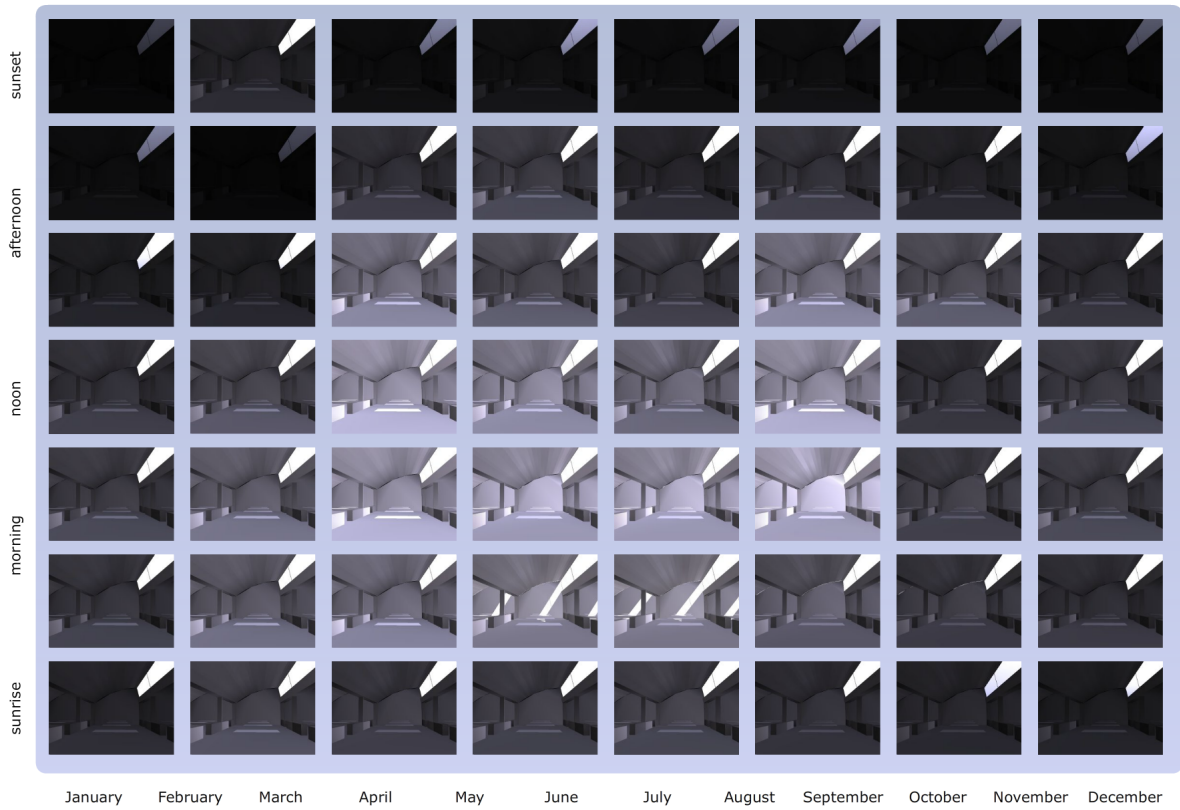 sunset
afternoon
noon
morning
sunrise
January February March April May June July August September October November December